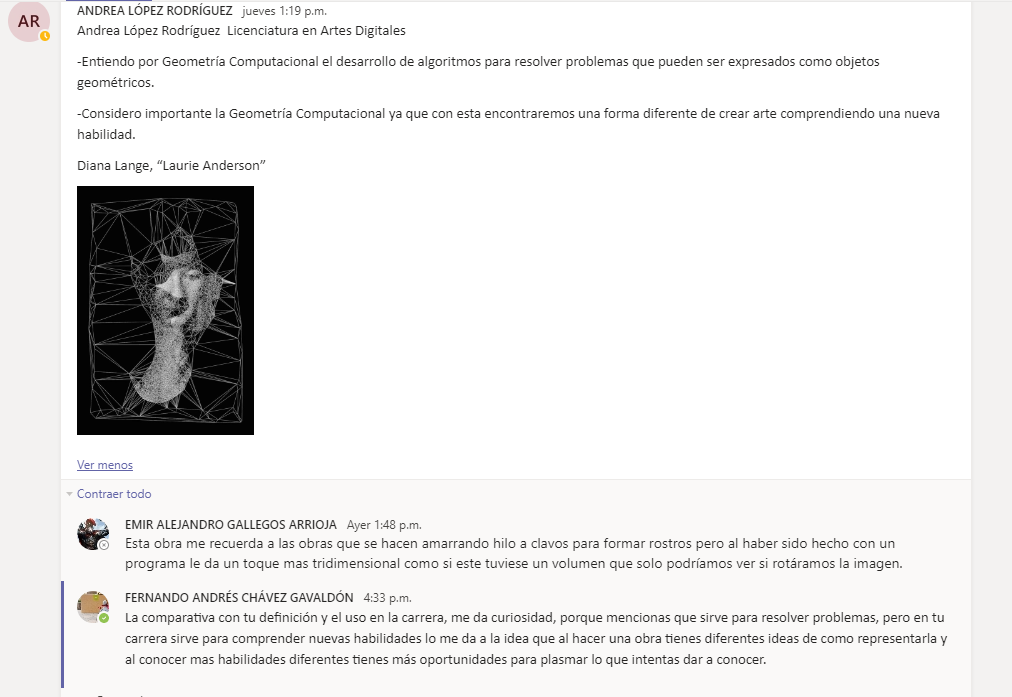 AR
ANDREA LÓPEZ RODRÍGUEZ jueves 1:19 p.m.
Andrea López Rodríguez Licenciatura en Artes Digitales
-Entiendo por Geometría Computacional el desarrollo de algoritmos para resolver problemas que pueden ser expresados como objetos
geométricos.
-Considero importante la Geometría Computacional ya que con esta encontraremos una forma diferente de crear arte comprendiendo una nueva
habilidad.
Diana Lange, “Laurie Anderson”
Ver menos
Contraer todo
EMIR ALEJANDRO GALLEGOS ARRIOJA Ayer 1:48 p.m.
Esta obra me recuerda a las obras que se hacen amarrando hilo a clavos para formar rostros pero al haber sido hecho con un
programa le da un toque mas tridimensional como si este tuviese un volumen que solo podríamos ver si rotáramos la imagen.
FERNANDO ANDRÉS CHÁVEZ GAVALDÓN 4:33 p.m.
La comparativa con tu definición y el uso en la carrera, me da curiosidad, porque mencionas que sirve para resolver problemas, pero en tu
carrera sirve para comprender nuevas habilidades lo me da a la idea que al hacer una obra tienes diferentes ideas de como representarla y
al conocer mas habilidades diferentes tienes más oportunidades para plasmar lo que intentas dar a conocer.